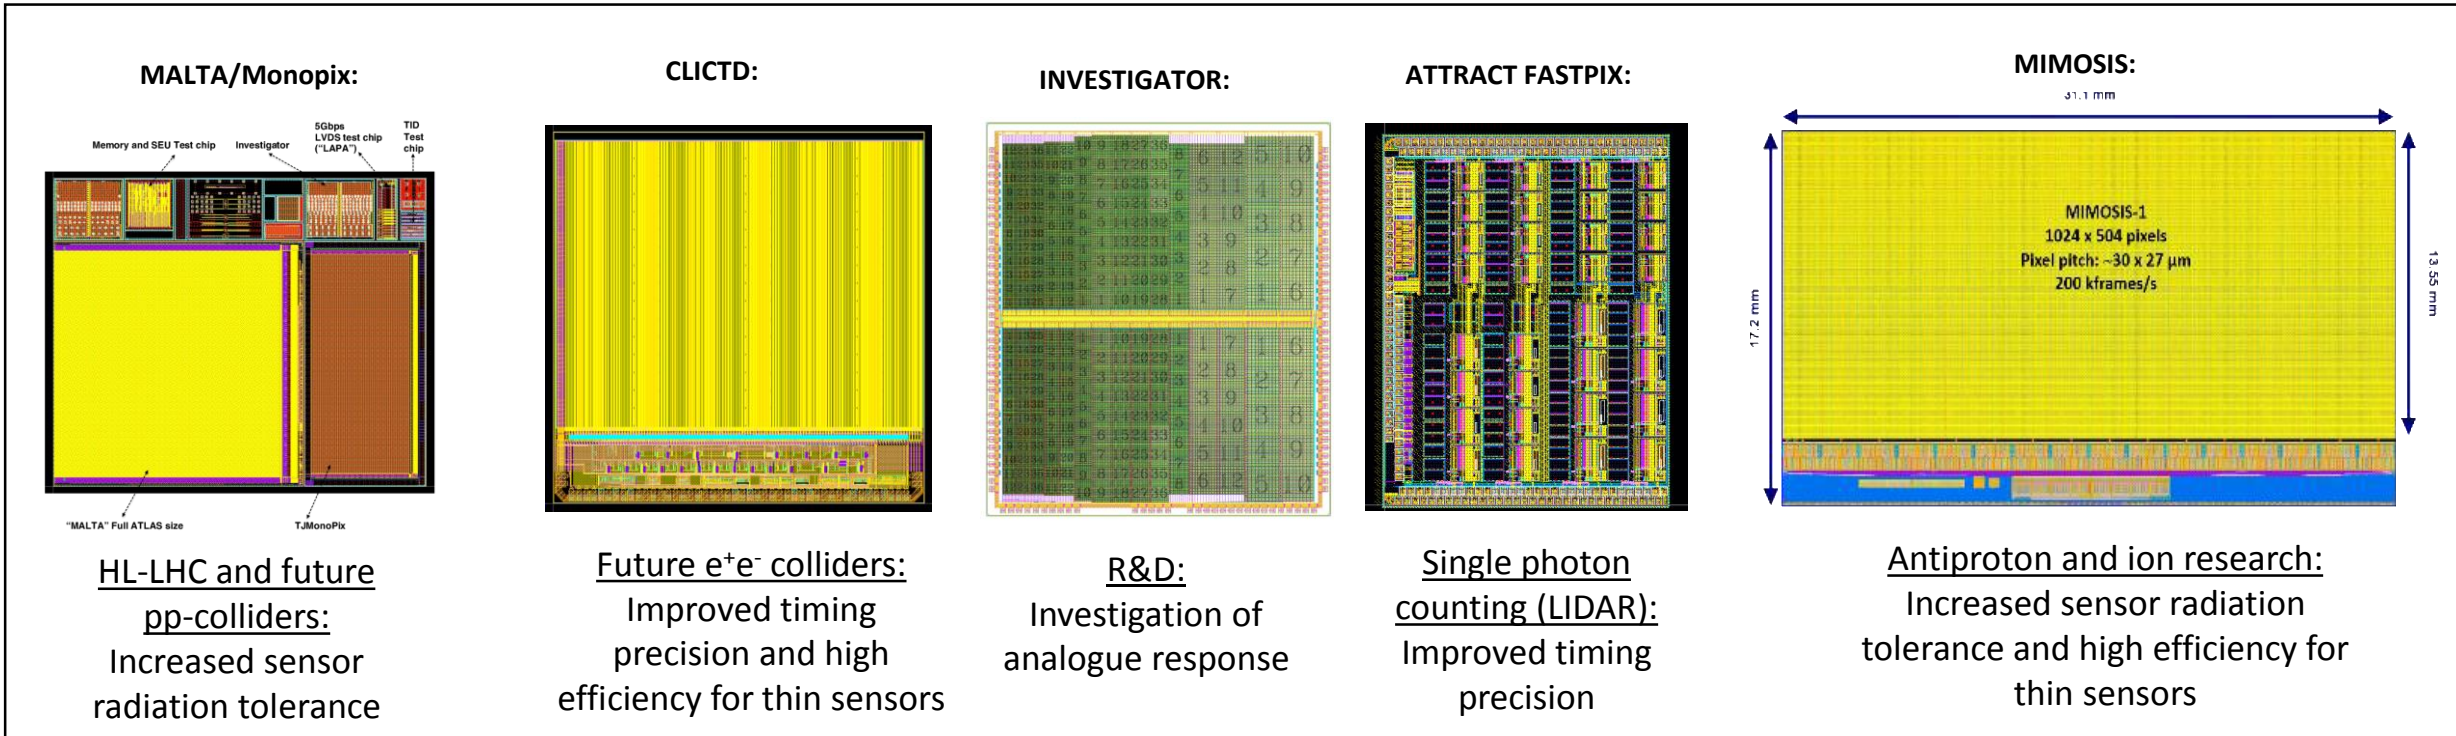 MALTA/Monopix:
Memory and SEU Test chip
Investigator
5Gbps
LVDS test chip
("LAPA")
TID
Test
chip
"MALTA" Full ATLAS size
TJMonoPix
HL-LHC and future
pp-colliders:
Increased sensor
radiation tolerance
CLICTD:
Future e⁺e⁻ colliders:
Improved timing
precision and high
efficiency for thin sensors
INVESTIGATOR:
R&D:
Investigation of
analogue response
ATTRACT FASTPIX:
Single photon
counting (LIDAR):
Improved timing
precision
MIMOSIS:
31.1 mm
17.2 mm
MIMOSIS-1
1024 x 504 pixels
Pixel pitch: ~30 x 27 µm
200 kframes/s
13.55 mm
Antiproton and ion research:
Increased sensor radiation
tolerance and high efficiency for
thin sensors